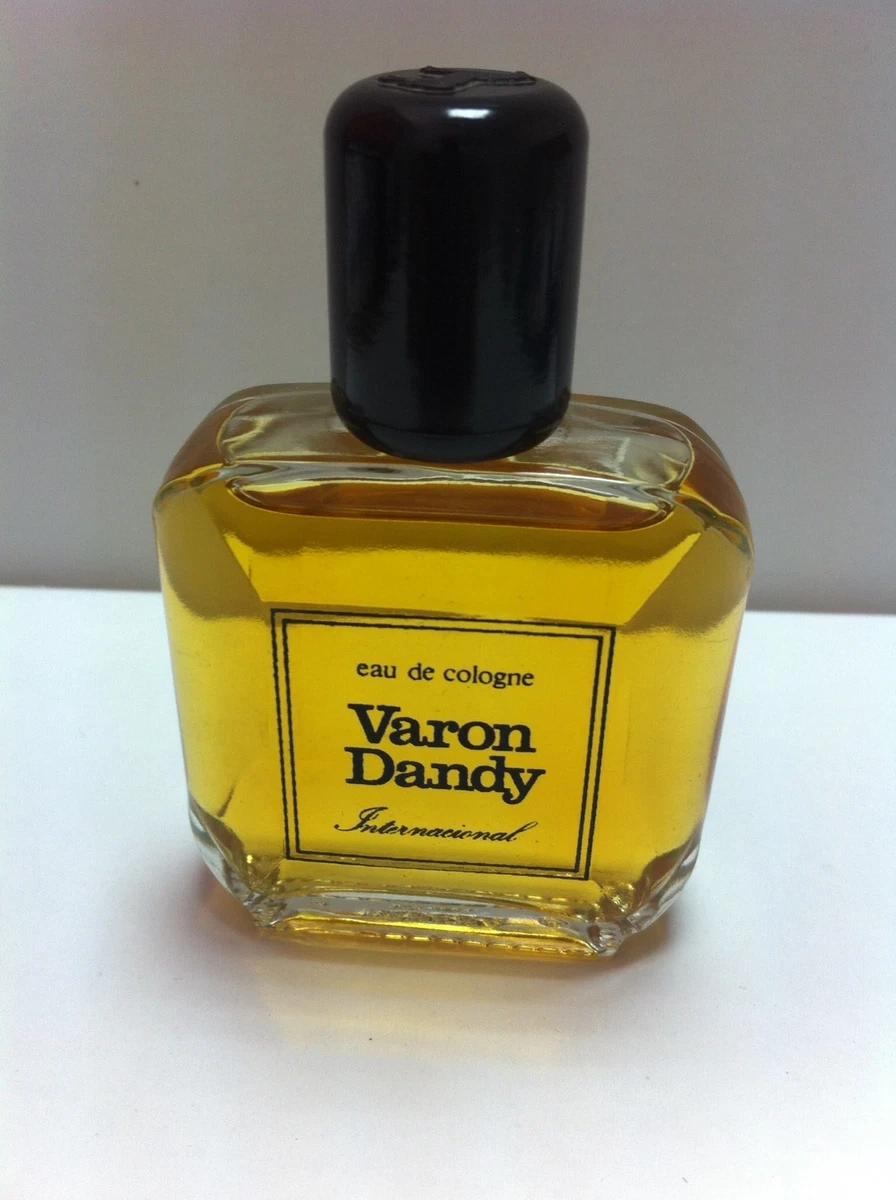 eau de cologne
Varon
Dandy
Internacional